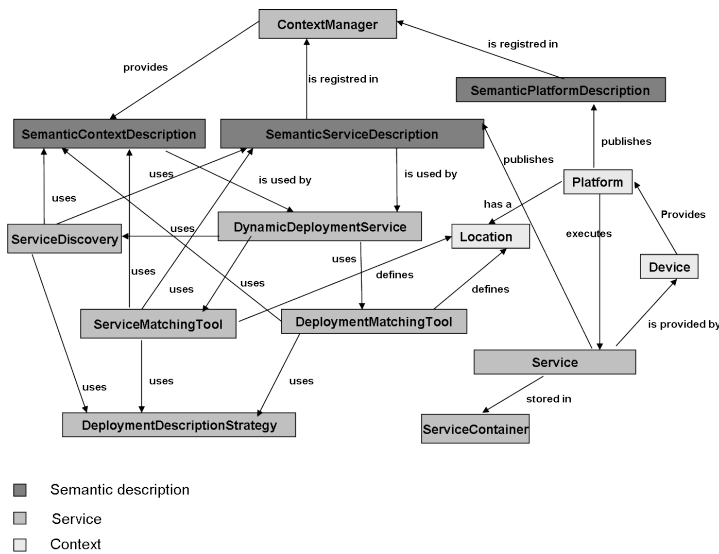 ContextManager
is registred in
provides
is registred in
SemanticPlatformDescription
SemanticContextDescription
SemanticServiceDescription
publishes
publishes
uses
is used by
is used by
Platform
uses
has a
Provides
ServiceDiscovery
uses
DynamicDeploymentService
Location
executes
Device
uses
uses
uses
uses
defines
defines
ServiceMatchingTool
DeploymentMatchingTool
is provided by
Service
uses
uses
uses
stored in
DeploymentDescriptionStrategy
ServiceContainer
Semantic description
Service
Context